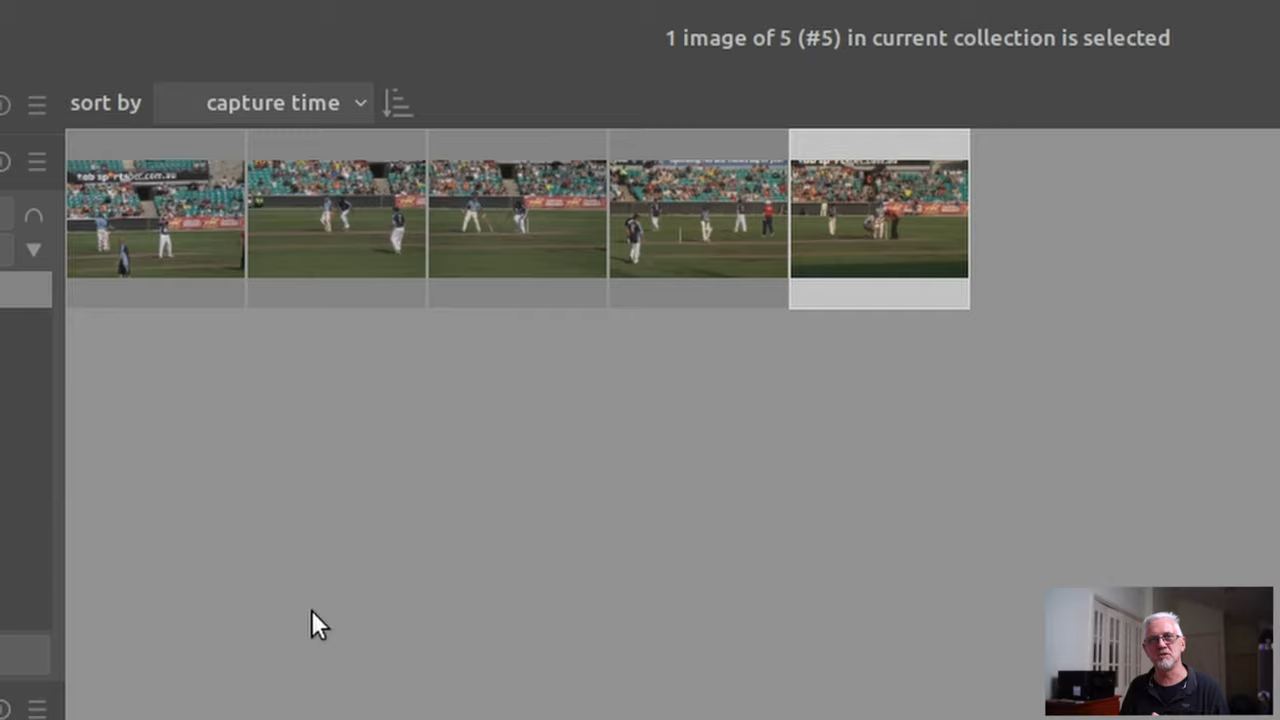 1 image of 5 (#5) in current collection is selected
sort by capture time